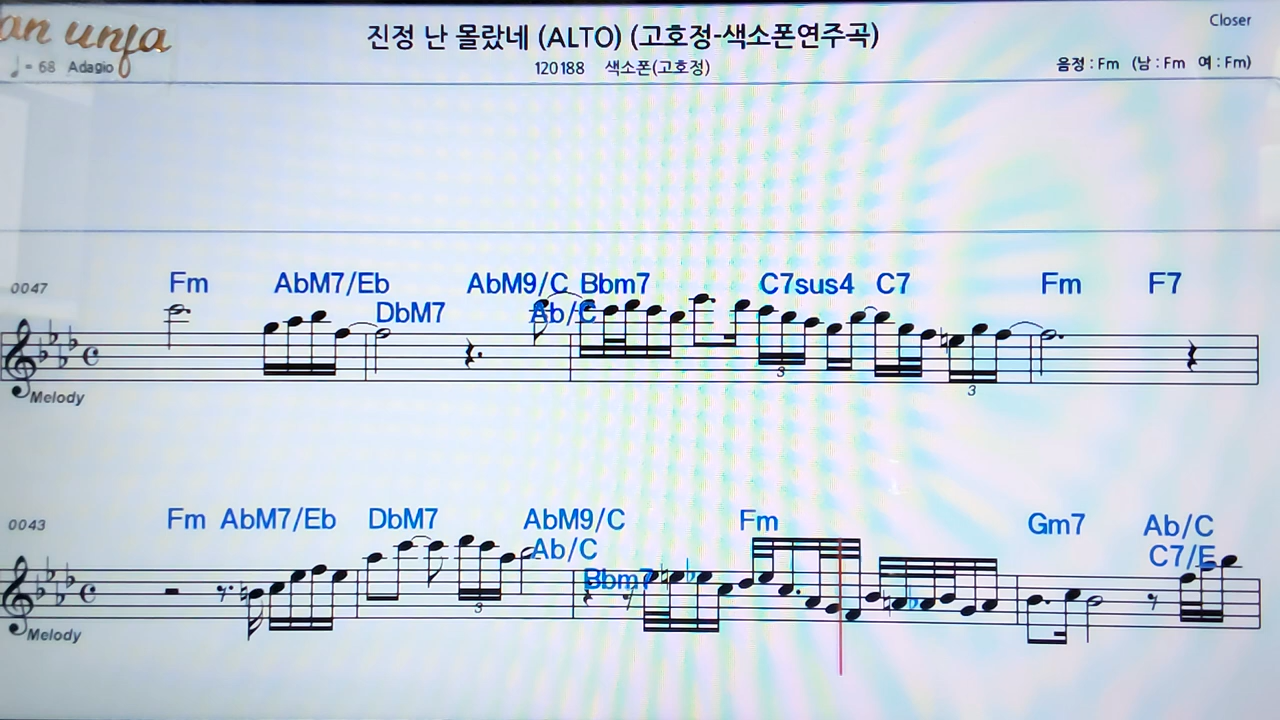 an unfa
진정 난 몰랐네 (ALTO) (고호정-색소폰연주곡)
Closer
♩ = 68 Adagio
120188 색소폰(고호정)
음정 : Fm (남 : Fm 여 : Fm)
0047 Fm AbM7/Eb DbM7 AbM9/C Ab/C Bbm7 C7sus4 C7 Fm F7
3
3
Melody
0043 Fm AbM7/Eb DbM7 AbM9/C Ab/C Bbm7 Fm Gm7 Ab/C C7/E
3
Melody